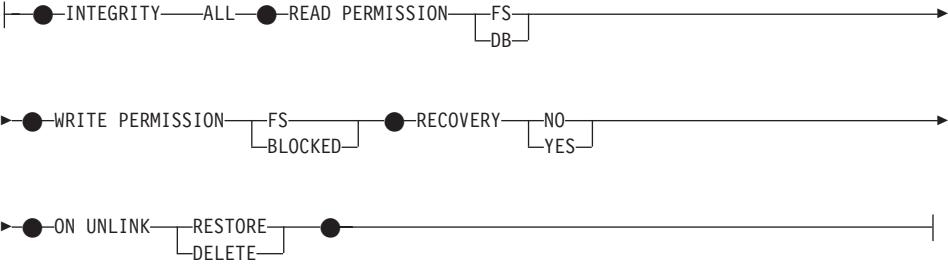 INTEGRITY ALL READ PERMISSION FS
DB
WRITE PERMISSION FS RECOVERY NO
BLOCKED YES
ON UNLINK RESTORE
DELETE